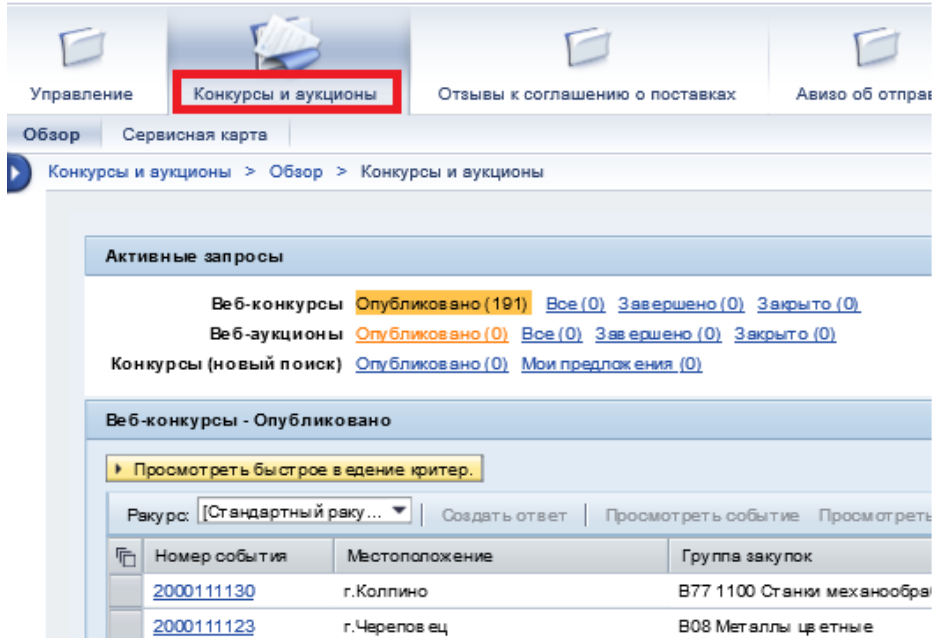 Управление Конкурсы и аукционы Отзывы к соглашению о поставках Авизо об отправ
Обзор Сервисная карта
Конкурсы и аукционы > Обзор > Конкурсы и аукционы
Активные запросы
Веб-конкурсы Опубликовано (191) Все (0) Завершено (0) Закрыто (0)
Веб-аукционы Опубликовано (0) Все (0) Завершено (0) Закрыто (0)
Конкурсы (новый поиск) Опубликовано (0) Мои предложения (0)
Веб-конкурсы - Опубликовано
Просмотреть быстрое введение критер.
Ракурс: [Стандартный раку... Создать ответ Просмотреть событие Просмотреть
Номер события Местоположение Группа закупок
2000111130 г.Колпино B77 1100 Станки механообра
2000111123 г.Череповец B08 Металлы цветные